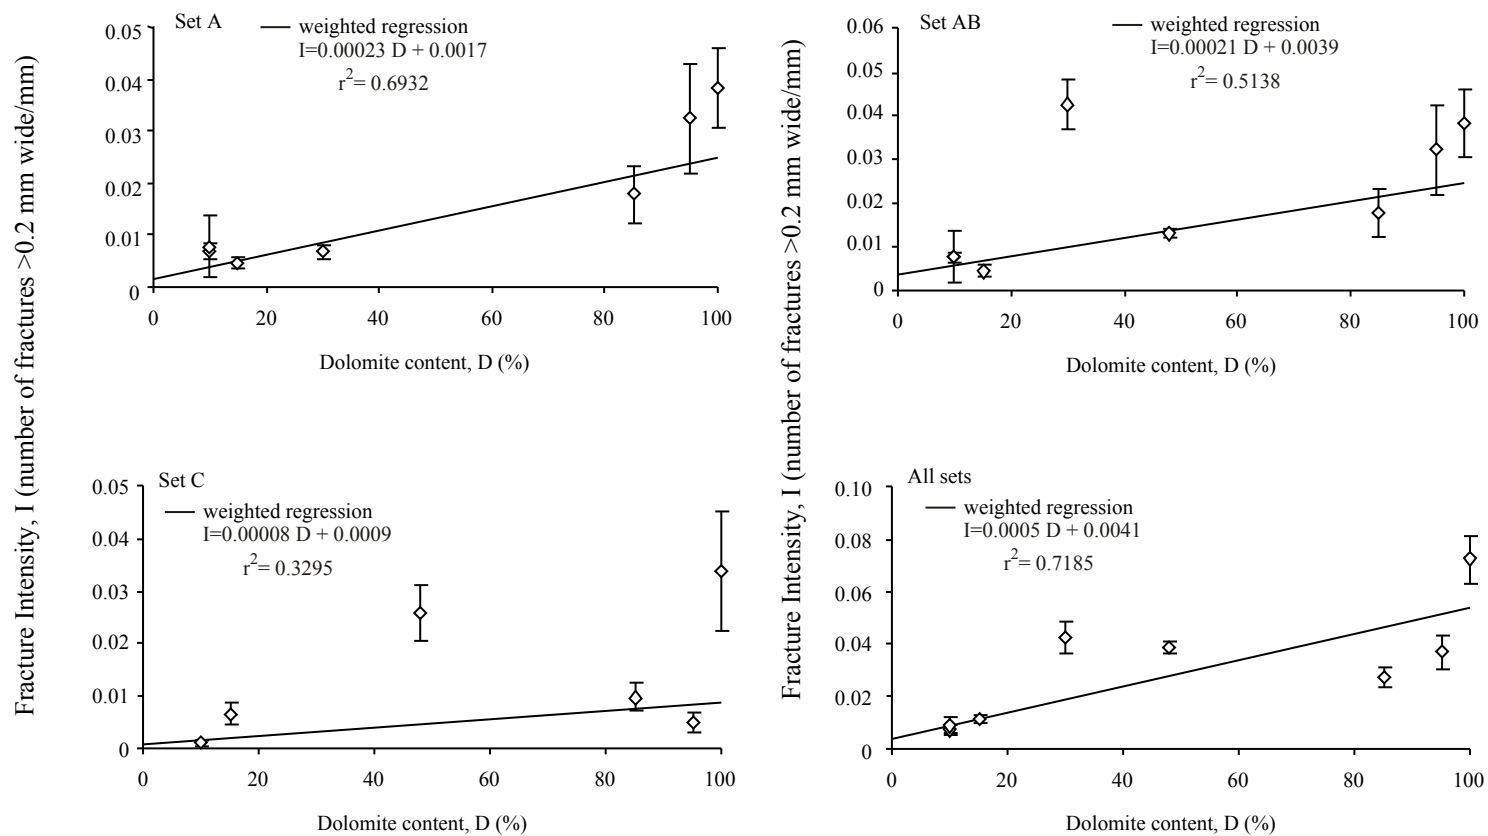 Fracture Intensity, I (number of fractures >0.2 mm wide/mm)
Set A
weighted regression
I=0.00023 D + 0.0017
r2= 0.6932
0.05
0.04
0.03
0.02
0.01
0
0 20 40 60 80 100
Dolomite content, D (%)
Fracture Intensity, I (number of fractures >0.2 mm wide/mm)
Set AB
weighted regression
I=0.00021 D + 0.0039
r2= 0.5138
0.06
0.05
0.04
0.03
0.02
0.01
0
0 20 40 60 80 100
Dolomite content, D (%)
Set C
weighted regression
I=0.00008 D + 0.0009
r2= 0.3295
0.05
0.04
0.03
0.02
0.01
0
0 20 40 60 80 100
Dolomite content, D (%)
All sets
weighted regression
I=0.0005 D + 0.0041
r2= 0.7185
0.10
0.08
0.06
0.04
0.02
0
0 20 40 60 80 100
Dolomite content, D (%)